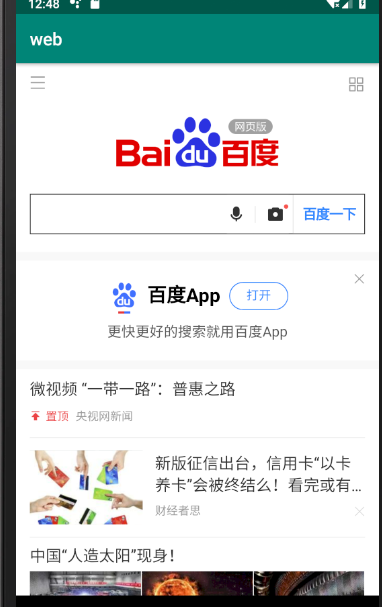 12:48
web
网页版
Bai du 百度
百度一下
du 百度App 打开
更快更好的搜索就用百度App
微视频 “一带一路”：普惠之路
置顶 央视网新闻
新版征信出台，信用卡“以卡
养卡”会被终结么！看完或有...
财经者思
中国“人造太阳”现身！